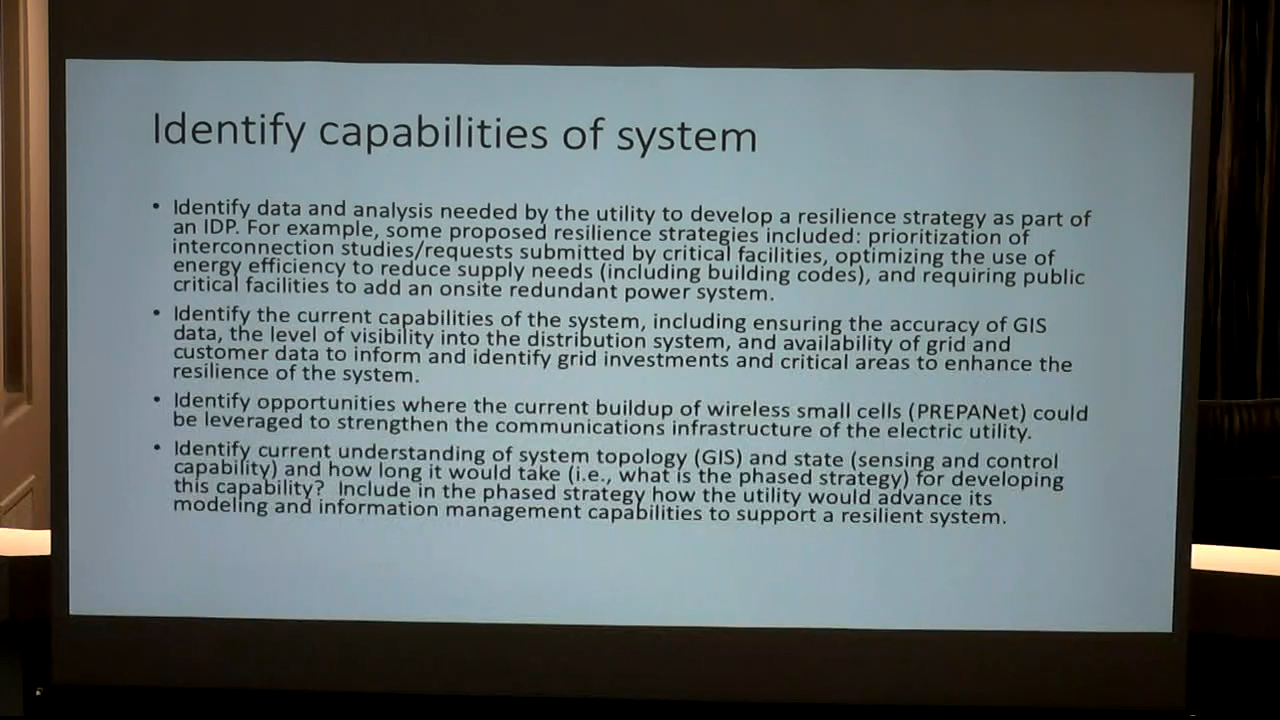 Identify capabilities of system
• Identify data and analysis needed by the utility to develop a resilience strategy as part of
an IDP. For example, some proposed resilience strategies included: prioritization of
interconnection studies/requests submitted by critical facilities, optimizing the use of
energy efficiency to reduce supply needs (including building codes), and requiring public
critical facilities to add an onsite redundant power system.
• Identify the current capabilities of the system, including ensuring the accuracy of GIS
data, the level of visibility into the distribution system, and availability of grid and
customer data to inform and identify grid investments and critical areas to enhance the
resilience of the system.
• Identify opportunities where the current buildup of wireless small cells (PREPANet) could
be leveraged to strengthen the communications infrastructure of the electric utility.
• Identify current understanding of system topology (GIS) and state (sensing and control
capability) and how long it would take (i.e., what is the phased strategy) for developing
this capability? Include in the phased strategy how the utility would advance its
modeling and information management capabilities to support a resilient system.